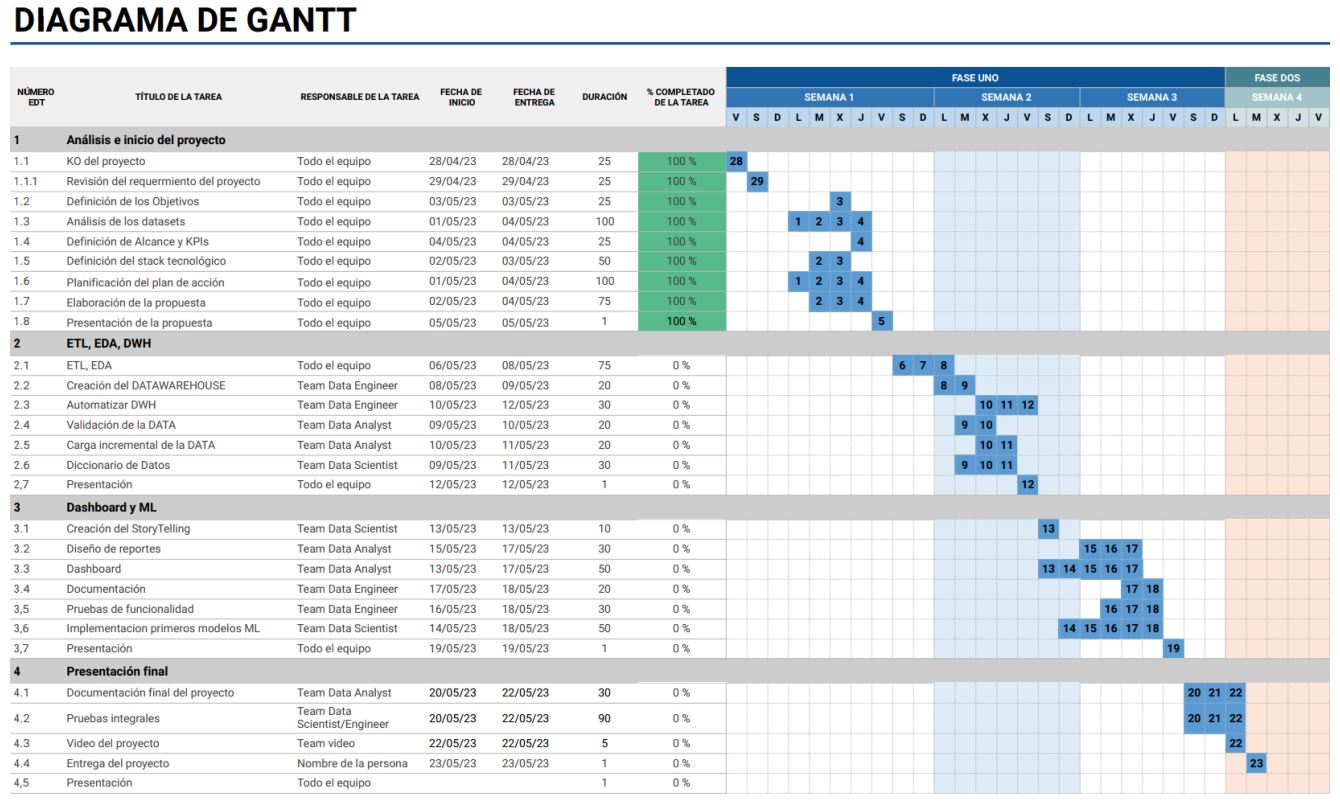 DIAGRAMA DE GANTT
FASE UNO FASE DOS
NÚMERO EDT TÍTULO DE LA TAREA RESPONSABLE DE LA TAREA FECHA DE INICIO FECHA DE ENTREGA DURACIÓN % COMPLETADO DE LA TAREA SEMANA 1 SEMANA 2 SEMANA 3 SEMANA 4
V S D L M X J V S D L M X J V S D L M X J V S D L M X J V
1 Análisis e inicio del proyecto
1.1 KO del proyecto Todo el equipo 28/04/23 28/04/23 25 100 % 28
1.1.1 Revisión del requermiento del proyecto Todo el equipo 29/04/23 29/04/23 25 100 % 29
1.2 Definición de los Objetivos Todo el equipo 03/05/23 03/05/23 25 100 % 3
1.3 Análisis de los datasets Todo el equipo 01/05/23 04/05/23 100 100 % 1 2 3 4
1.4 Definición de Alcance y KPIs Todo el equipo 04/05/23 04/05/23 25 100 % 4
1.5 Definición del stack tecnológico Todo el equipo 02/05/23 03/05/23 50 100 % 2 3
1.6 Planificación del plan de acción Todo el equipo 01/05/23 04/05/23 100 100 % 1 2 3 4
1.7 Elaboración de la propuesta Todo el equipo 02/05/23 04/05/23 75 100 % 2 3 4
1.8 Presentación de la propuesta Todo el equipo 05/05/23 05/05/23 1 100 % 5
2 ETL, EDA, DWH
2.1 ETL, EDA Todo el equipo 06/05/23 08/05/23 75 0 % 6 7 8
2.2 Creación del DATAWAREHOUSE Team Data Engineer 08/05/23 09/05/23 20 0 % 8 9
2.3 Automatizar DWH Team Data Engineer 10/05/23 12/05/23 30 0 % 10 11 12
2.4 Validación de la DATA Team Data Analyst 09/05/23 10/05/23 20 0 % 9 10
2.5 Carga incremental de la DATA Team Data Analyst 10/05/23 11/05/23 20 0 % 10 11
2.6 Diccionario de Datos Team Data Scientist 09/05/23 11/05/23 30 0 % 9 10 11
2,7 Presentación Todo el equipo 12/05/23 12/05/23 1 0 % 12
3 Dashboard y ML
3.1 Creación del StoryTelling Team Data Scientist 13/05/23 13/05/23 10 0 % 13
3.2 Diseño de reportes Team Data Analyst 15/05/23 17/05/23 30 0 % 15 16 17
3.3 Dashboard Team Data Analyst 13/05/23 17/05/23 50 0 % 13 14 15 16 17
3.4 Documentación Team Data Engineer 17/05/23 18/05/23 20 0 % 17 18
3,5 Pruebas de funcionalidad Team Data Engineer 16/05/23 18/05/23 30 0 % 16 17 18
3,6 Implementacion primeros modelos ML Team Data Scientist 14/05/23 18/05/23 50 0 % 14 15 16 17 18
3,7 Presentación Todo el equipo 19/05/23 19/05/23 1 0 % 19
4 Presentación final
4.1 Documentación final del proyecto Team Data Analyst 20/05/23 22/05/23 30 0 % 20 21 22
4.2 Pruebas integrales Team Data Scientist/Engineer 20/05/23 22/05/23 90 0 % 20 21 22
4.3 Video del proyecto Team video 22/05/23 22/05/23 5 0 % 22
4.4 Entrega del proyecto Nombre de la persona 23/05/23 23/05/23 1 0 % 23
4,5 Presentación Todo el equipo 1 0 %